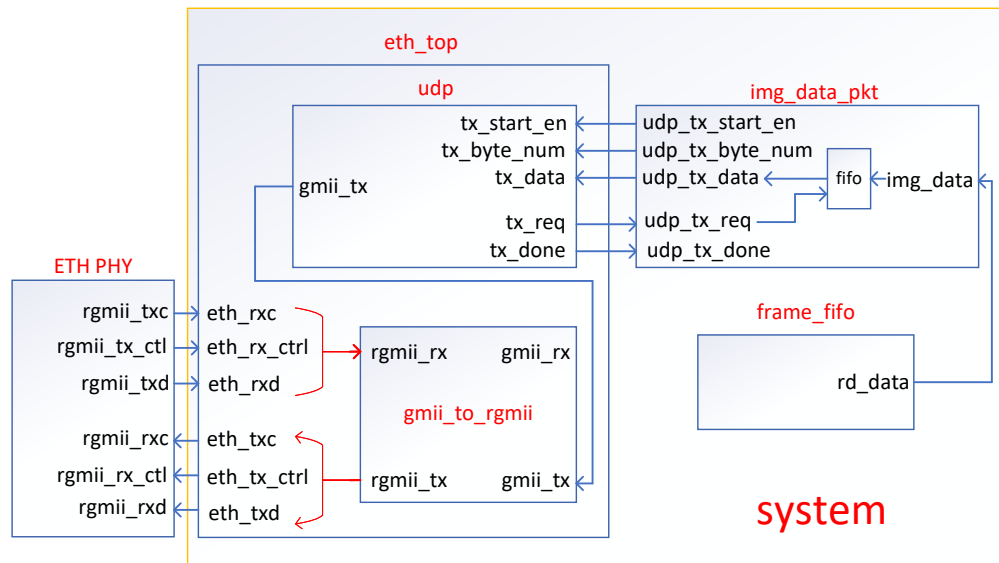 eth_top
udp
img_data_pkt
tx_start_en
udp_tx_start_en
tx_byte_num
udp_tx_byte_num
tx_data
udp_tx_data
fifo
img_data
gmii_tx
tx_req
udp_tx_req
tx_done
udp_tx_done
ETH PHY
rgmii_txc
eth_rxc
rgmii_tx_ctl
eth_rx_ctrl
rgmii_txd
eth_rxd
rgmii_rxc
eth_txc
rgmii_rx_ctl
eth_tx_ctrl
rgmii_rxd
eth_txd
rgmii_rx
gmii_rx
gmii_to_rgmii
rgmii_tx
gmii_tx
frame_fifo
rd_data
system